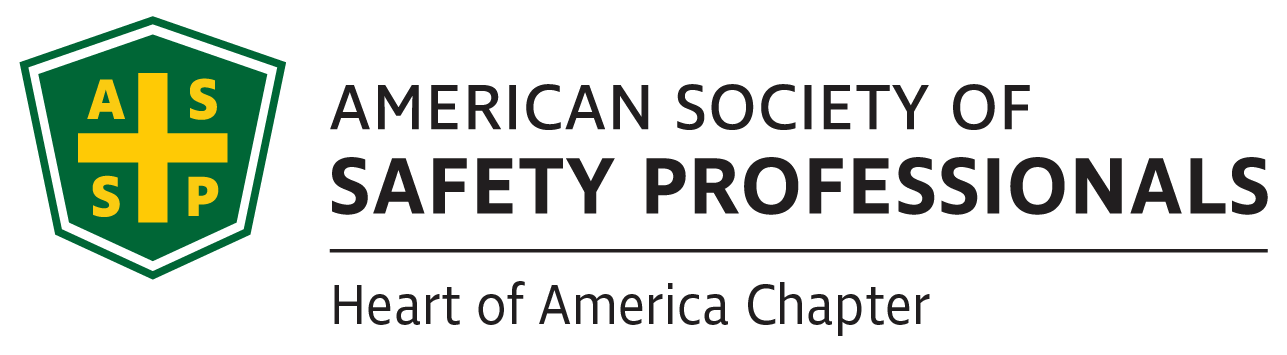 A S
S P
AMERICAN SOCIETY OF
SAFETY PROFESSIONALS
Heart of America Chapter